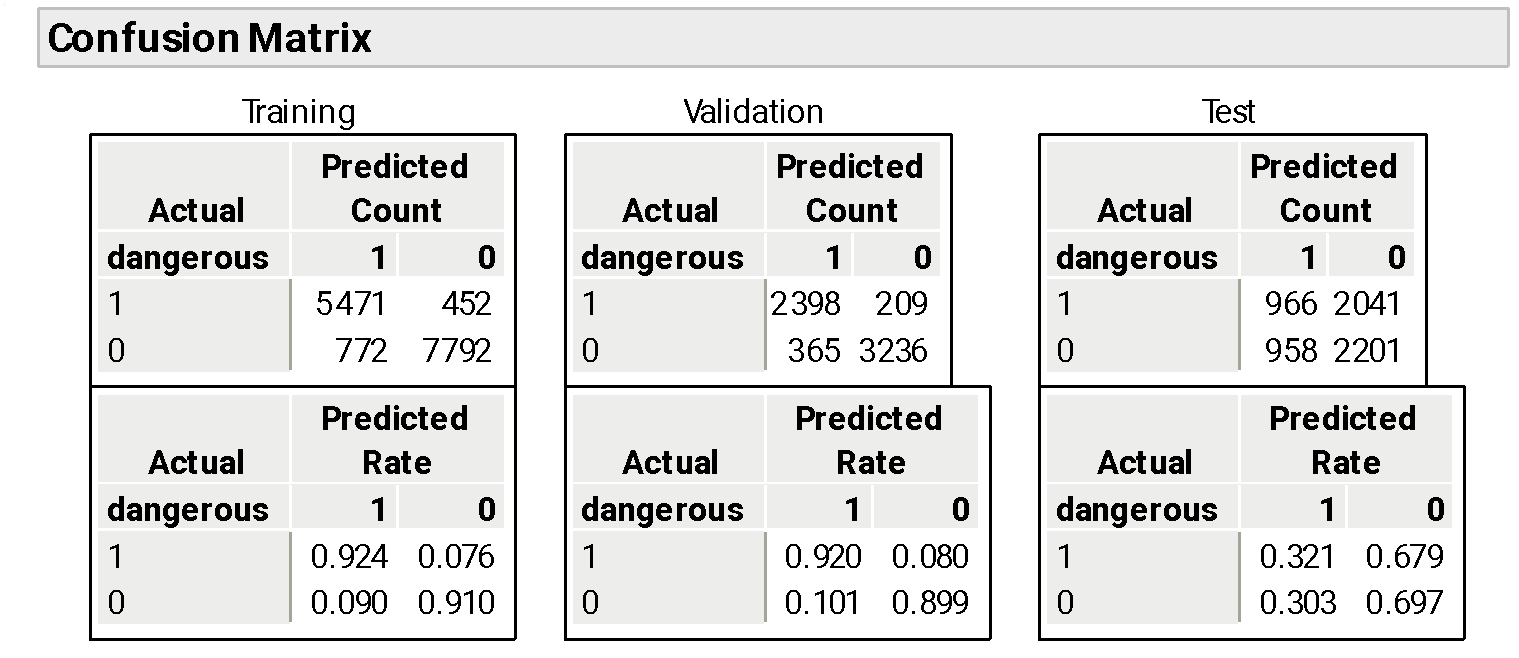 Confusion Matrix
Training
Actual Predicted Count
dangerous 1 0
1 5471 452
0 772 7792
Actual Predicted Rate
dangerous 1 0
1 0.924 0.076
0 0.090 0.910
Validation
Actual Predicted Count
dangerous 1 0
1 2398 209
0 365 3236
Actual Predicted Rate
dangerous 1 0
1 0.920 0.080
0 0.101 0.899
Test
Actual Predicted Count
dangerous 1 0
1 966 2041
0 958 2201
Actual Predicted Rate
dangerous 1 0
1 0.321 0.679
0 0.303 0.697